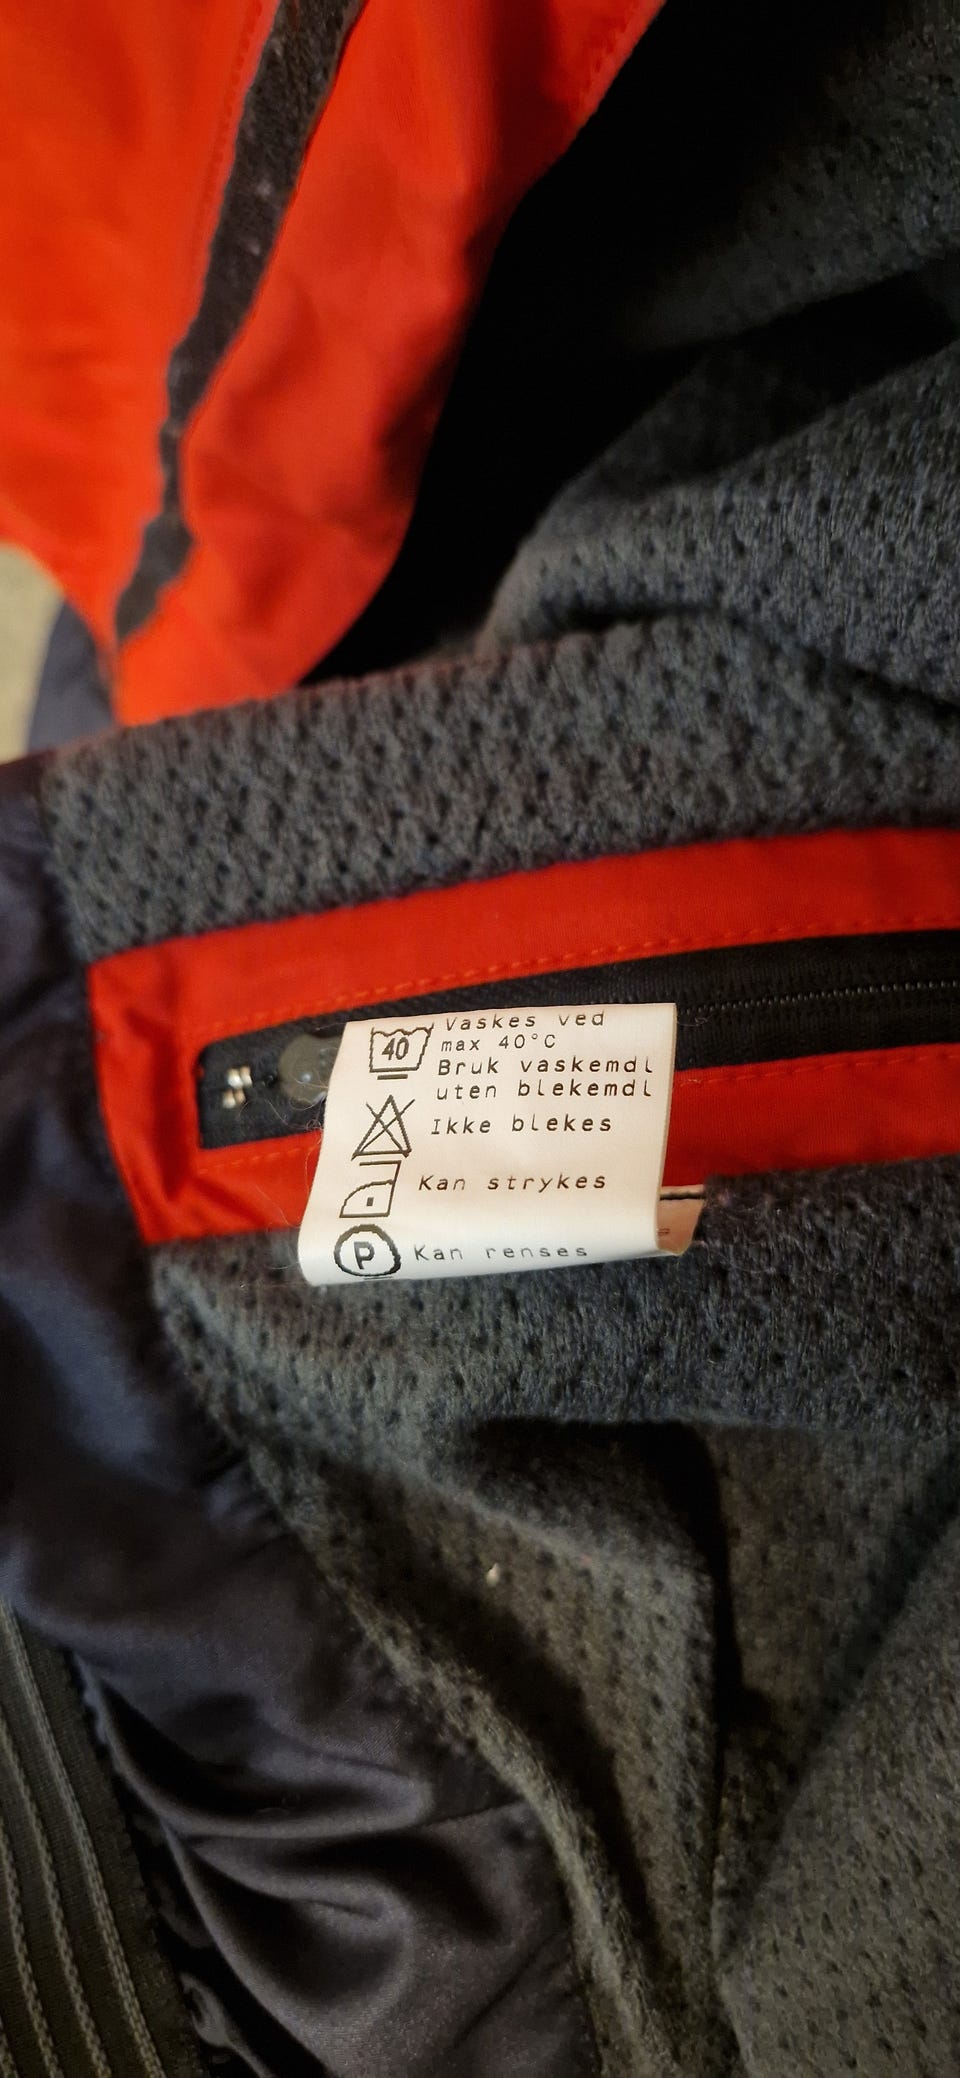 Vaskes ved
40 max 40°C
Bruk vaskemdl
uten blekemdl
Ikke blekes
Kan strykes
P Kan renses